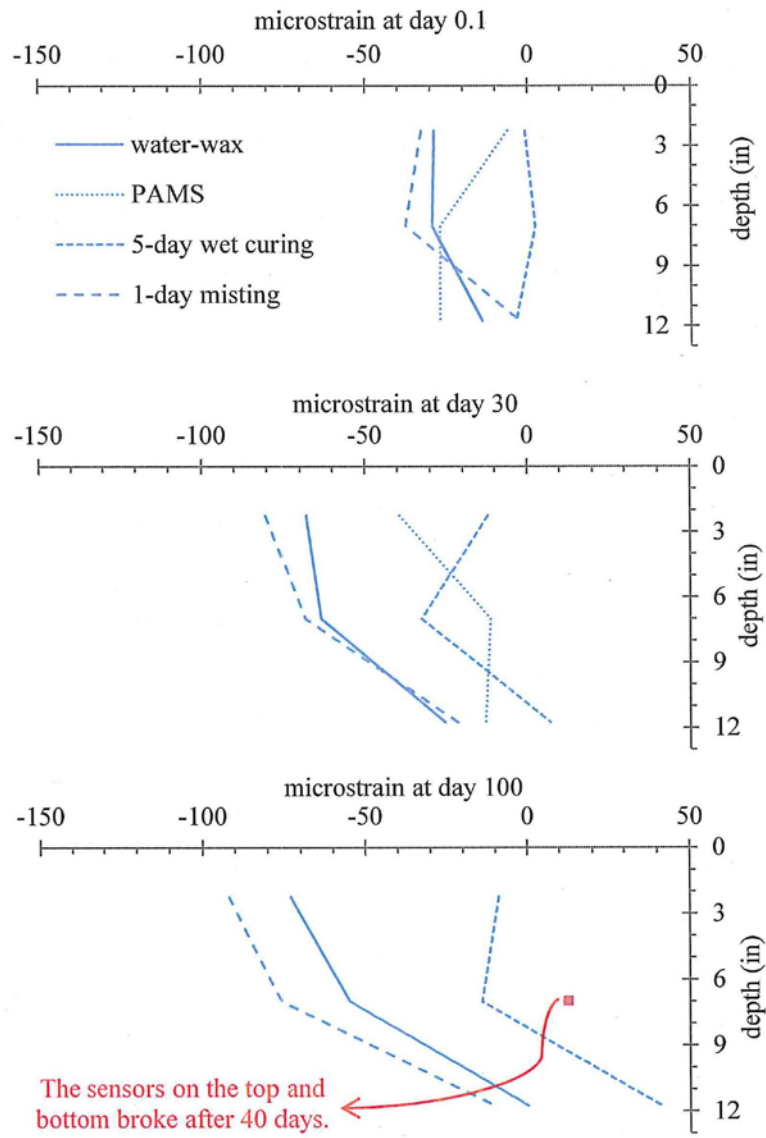 microstrain at day 0.1
-150 -100 -50 0 50
0
3
6
9
12
depth (in)
water-wax
PAMS
5-day wet curing
1-day misting
microstrain at day 30
-150 -100 -50 0 50
0
3
6
9
12
depth (in)
microstrain at day 100
-150 -100 -50 0 50
0
3
6
9
12
depth (in)
The sensors on the top and
bottom broke after 40 days.